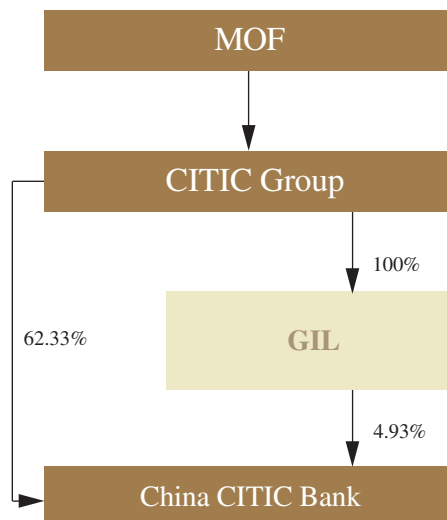 MOF
CITIC Group
100%
62.33%
GIL
4.93%
China CITIC Bank